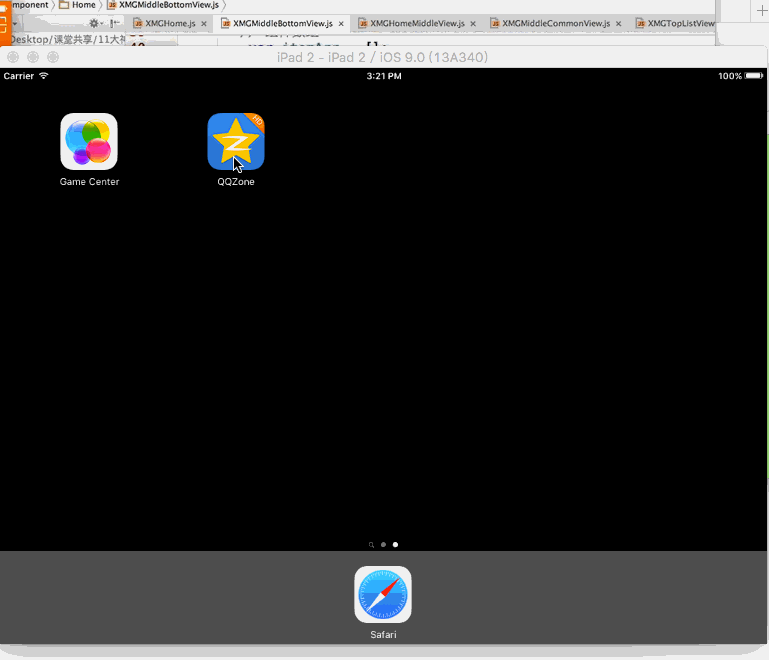 mponent Home XMGMiddleBottomView.js
XMGHome.js XMGMiddleBottomView.js XMGHomeMiddleView.js XMGMiddleCommonView.js XMGTopListView
Desktop/课堂共享/11大神
iPad 2 - iPad 2 / iOS 9.0 (13A340)
Carrier 3:21 PM 100%
HD
Z
Game Center QQZone
Safari